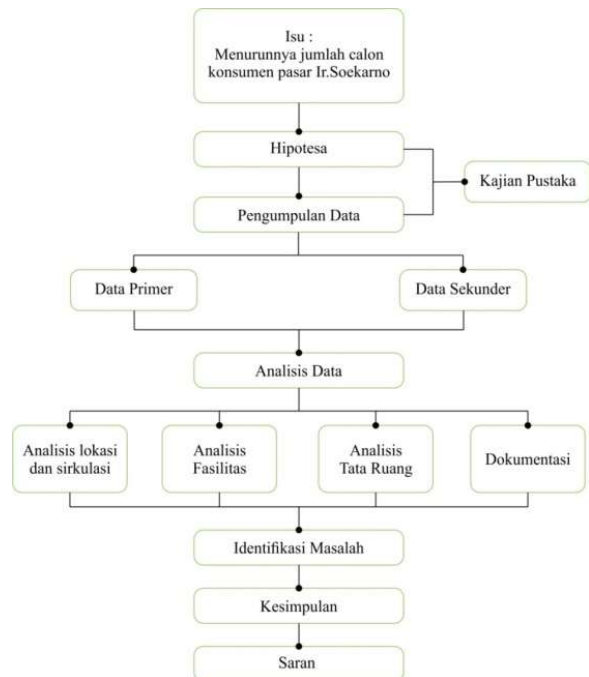 Isu :
Menurunnya jumlah calon
konsumen pasar Ir.Soekarno
Hipotesa
Kajian Pustaka
Pengumpulan Data
Data Primer
Data Sekunder
Analisis Data
Analisis lokasi
dan sirkulasi
Analisis
Fasilitas
Analisis
Tata Ruang
Dokumentasi
Identifikasi Masalah
Kesimpulan
Saran